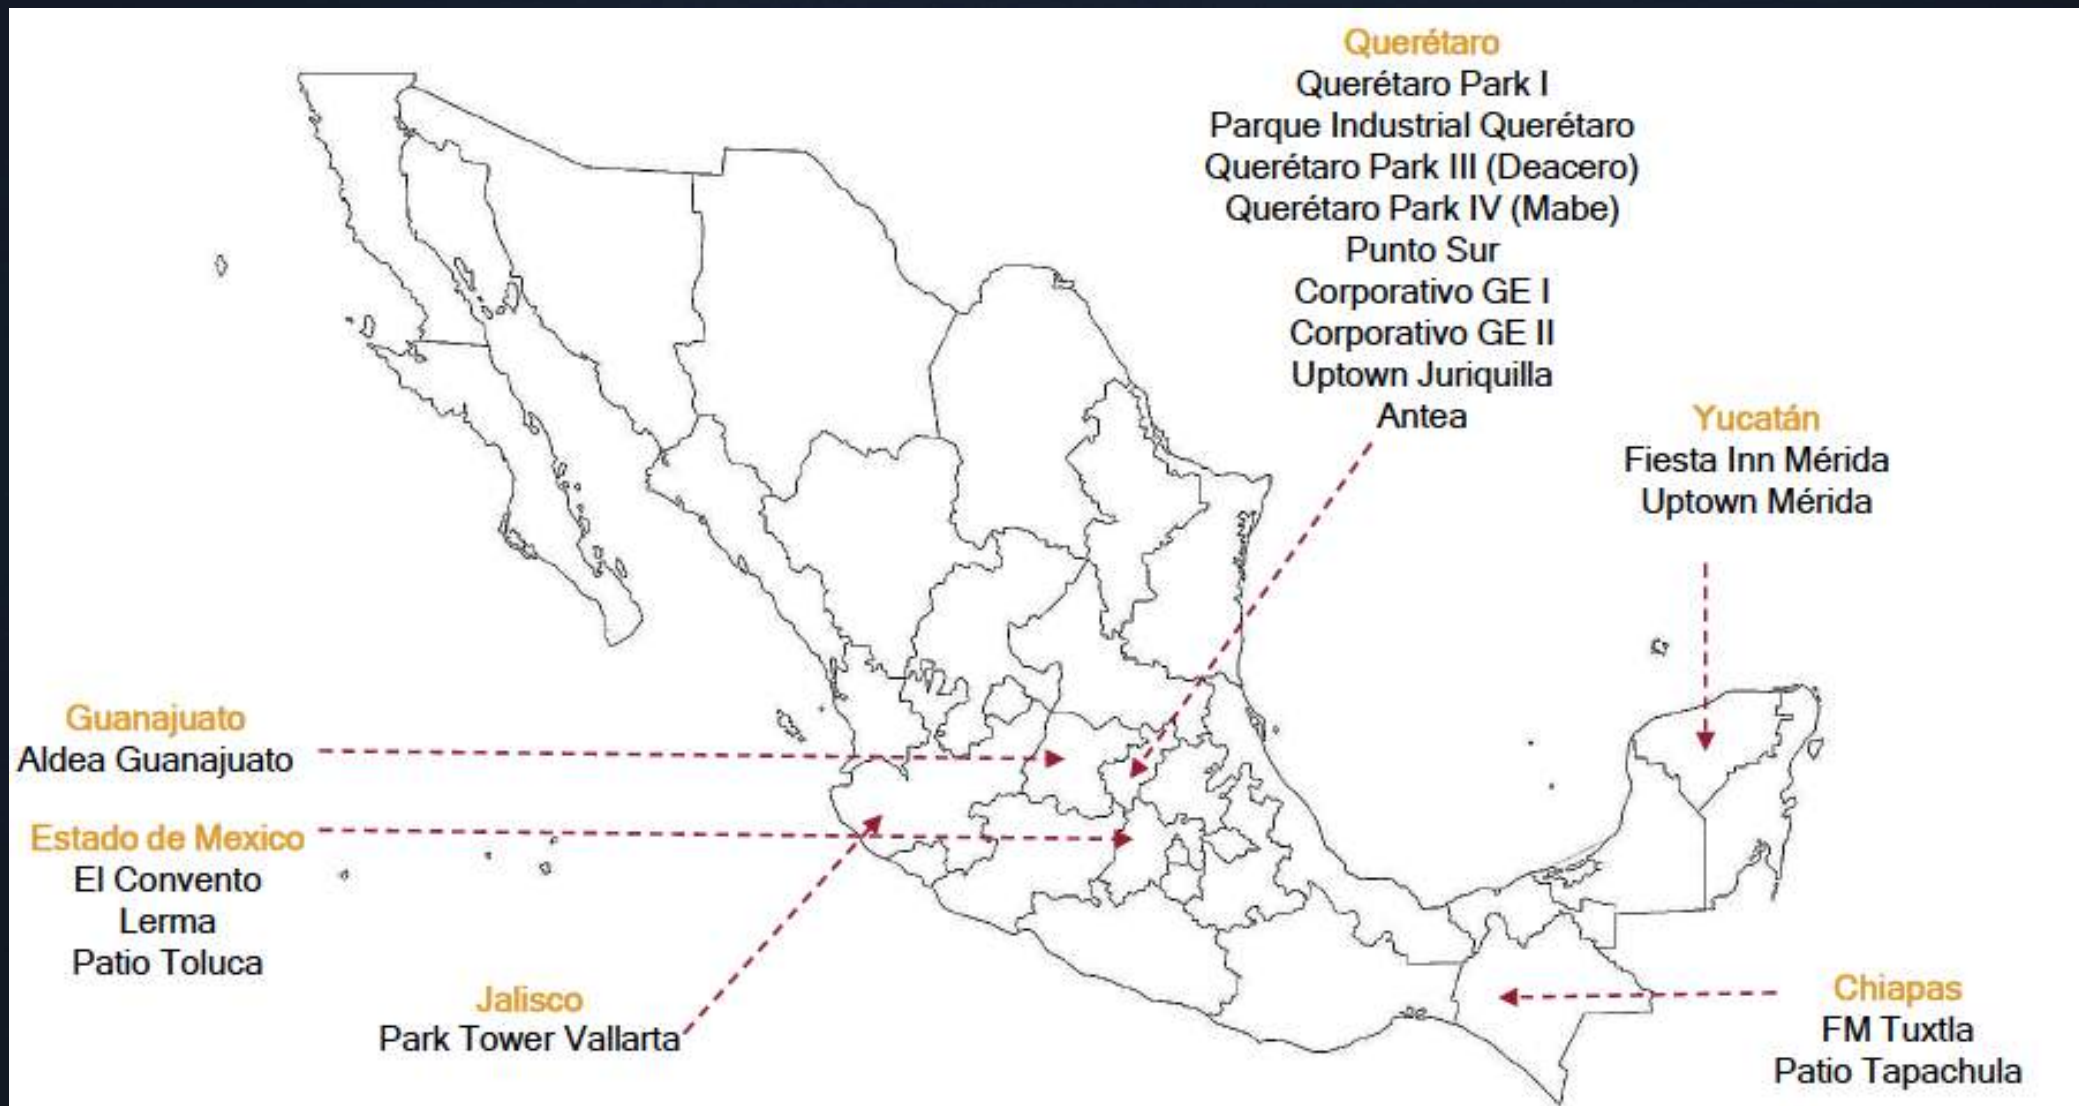 Querétaro
Querétaro Park I
Parque Industrial Querétaro
Querétaro Park III (Deacero)
Querétaro Park IV (Mabe)
Punto Sur
Corporativo GE I
Corporativo GE II
Uptown Juriquilla
Antea
Yucatán
Fiesta Inn Mérida
Uptown Mérida
Guanajuato
Aldea Guanajuato
Estado de Mexico
El Convento
Lerma
Patio Toluca
Jalisco
Park Tower Vallarta
Chiapas
FM Tuxtla
Patio Tapachula